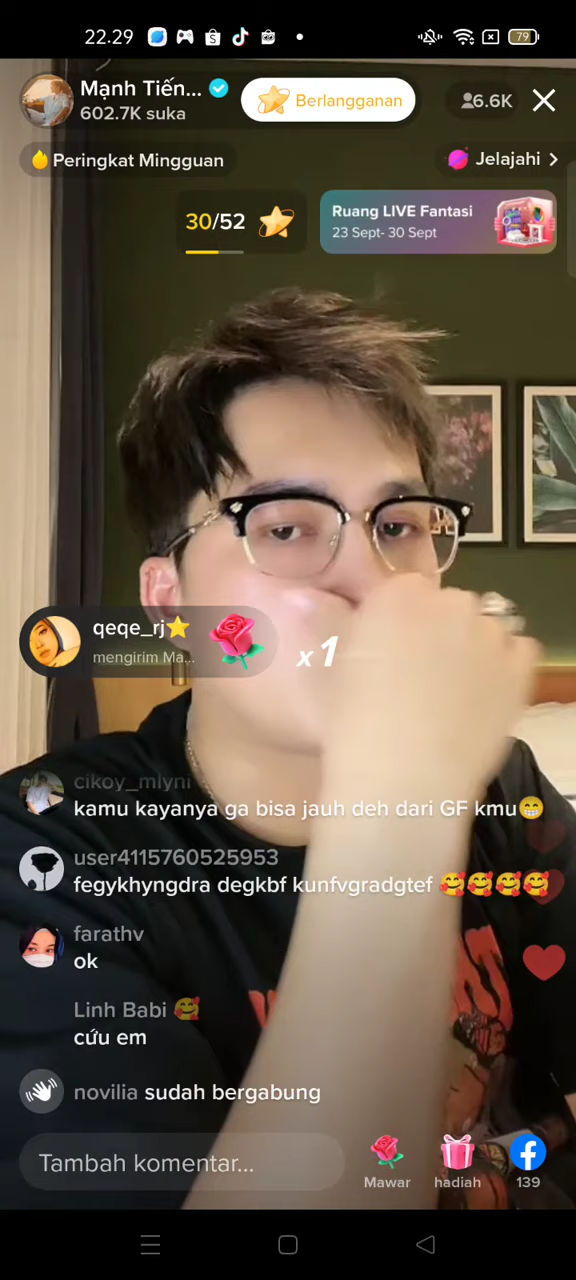 22.29
79
Mạnh Tiến...
602.7K suka
Berlangganan
6.6K
Peringkat Mingguan
Jelajahi >
30/52
Ruang LIVE Fantasi
23 Sept- 30 Sept
qeqe_rj
mengirim Ma...
x1
cikoy_mlyni
kamu kayanya ga bisa jauh deh dari GF kmu😁
user4115760525953
fegykhyngdra degkbf kunfvgradgtef 🥰🥰🥰🥰
farathv
ok
Linh Babi 🥰
cứu em
novilia sudah bergabung
Tambah komentar...
Mawar
hadiah
139